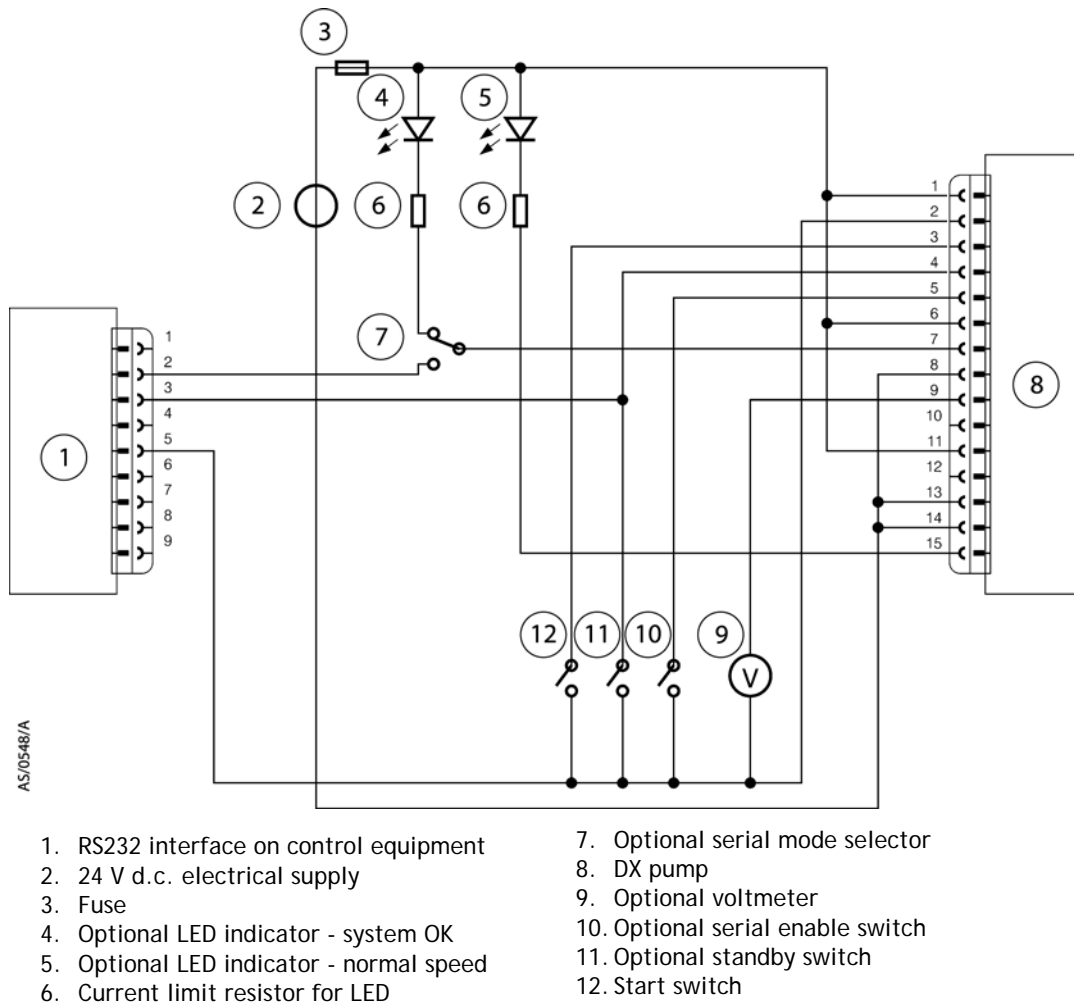 3
4
5
2
6
6
7
1
2
3
4
5
6
7
8
9
1
1
2
3
4
5
6
7
8
9
10
11
12
13
14
15
8
12
11
10
9
V
AS/0548/A
1. RS232 interface on control equipment
2. 24 V d.c. electrical supply
3. Fuse
4. Optional LED indicator - system OK
5. Optional LED indicator - normal speed
6. Current limit resistor for LED
7. Optional serial mode selector
8. DX pump
9. Optional voltmeter
10. Optional serial enable switch
11. Optional standby switch
12. Start switch